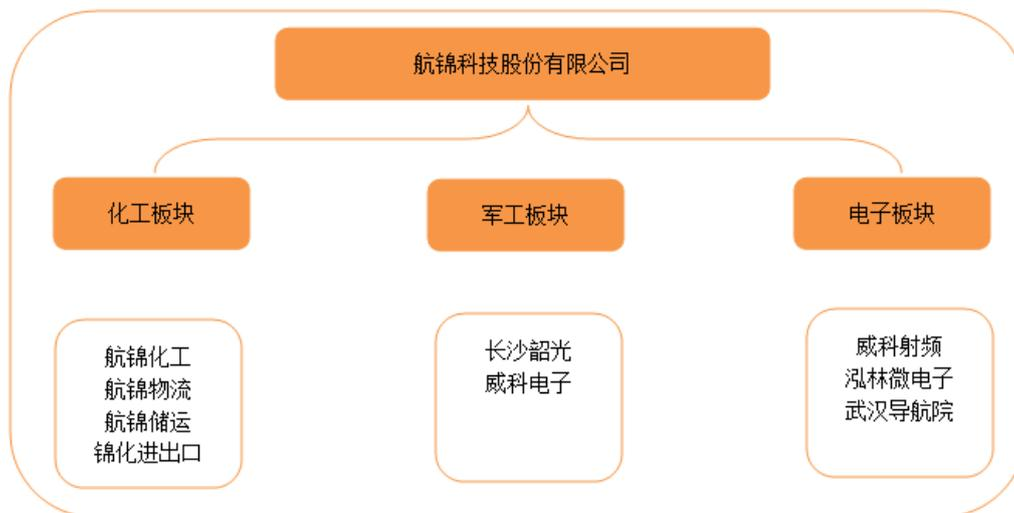 航锦科技股份有限公司
化工板块
军工板块
电子板块
航锦化工
航锦物流
航锦储运
锦化进出口
长沙韶光
威科电子
威科射频
泓林微电子
武汉导航院